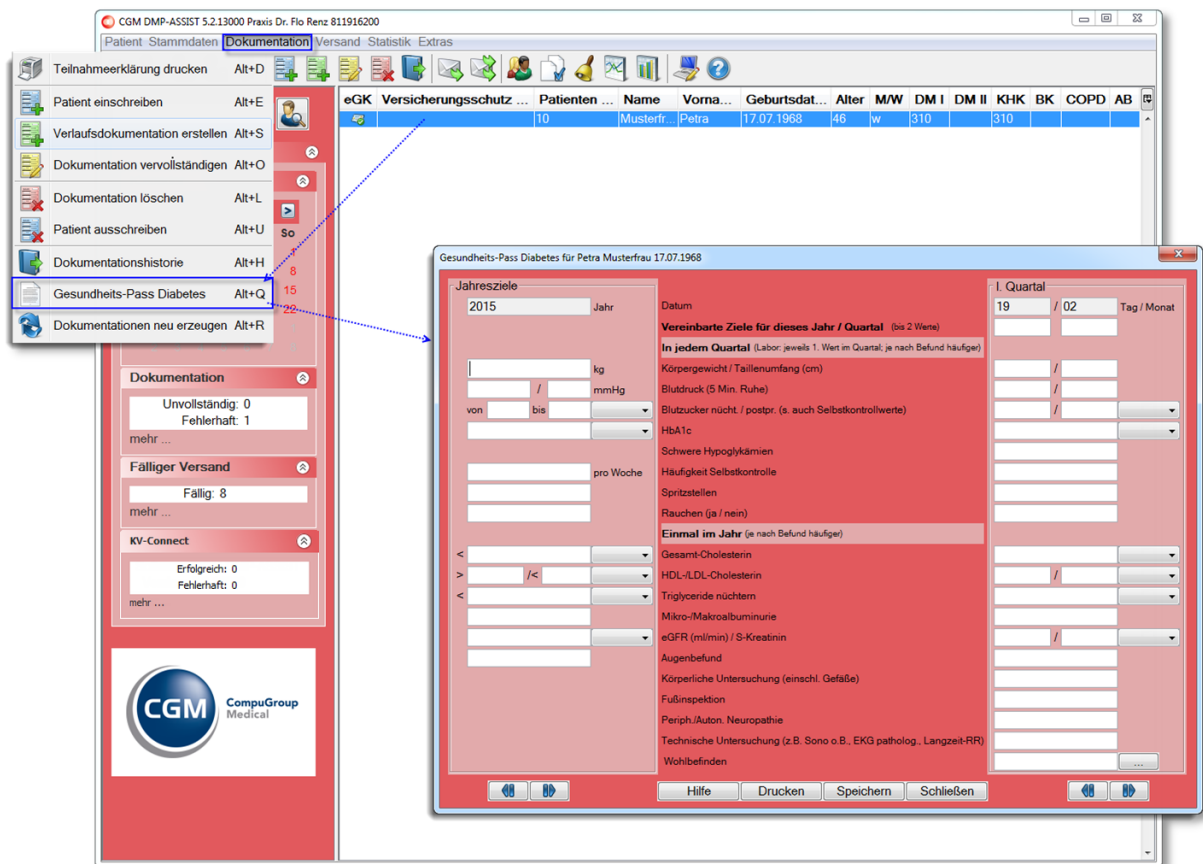 CGM DMP-ASSIST 5.2.13000 Praxis Dr. Flo Renz 811916200
Patient Stammdaten Dokumentation Versand Statistik Extras
Teilnahmeerklärung drucken Alt+D
Patient einschreiben Alt+E
Verlaufsdokumentation erstellen Alt+S
Dokumentation vervollständigen Alt+O
Dokumentation löschen Alt+L
Patient ausschreiben Alt+U
Dokumentationshistorie Alt+H
Gesundheits-Pass Diabetes Alt+Q
Dokumentationen neu erzeugen Alt+R
eGK Versicherungsschutz ... Patienten ... Name Vorna... Geburtsdat... Alter M/W DM I DM II KHK BK COPD AB
10 Musterfr... Petra 17.07.1968 46 w 310 310
So
1
8
15
22
Dokumentation
Unvollständig: 0
Fehlerhaft: 1
mehr ...
Fälliger Versand
Fällig: 8
mehr ...
KV-Connect
Erfolgreich: 0
Fehlerhaft: 0
mehr ...
CGM CompuGroup
Medical
Gesundheits-Pass Diabetes für Petra Musterfrau 17.07.1968
Jahresziele I. Quartal
2015 Jahr Datum 19 / 02 Tag / Monat
Vereinbarte Ziele für dieses Jahr / Quartal (bis 2 Werte)
In jedem Quartal (Labor: jeweils 1. Wert im Quartal; je nach Befund häufiger)
kg Körpergewicht / Taillenumfang (cm) /
/ mmHg Blutdruck (5 Min. Ruhe) /
von bis Blutzucker nücht. / postpr. (s. auch Selbstkontrollwerte) /
HbA1c
Schwere Hypoglykämien
pro Woche Häufigkeit Selbstkontrolle
Spritzstellen
Rauchen (ja / nein)
Einmal im Jahr (je nach Befund häufiger)
< Gesamt-Cholesterin
> /< HDL-/LDL-Cholesterin /
< Triglyceride nüchtern
Mikro-/Makroalbuminurie
eGFR (ml/min) / S-Kreatinin /
Augenbefund
Körperliche Untersuchung (einschl. Gefäße)
Fußinspektion
Periph./Auton. Neuropathie
Technische Untersuchung (z.B. Sono o.B., EKG patholog., Langzeit-RR)
Wohlbefinden ...
Hilfe Drucken Speichern Schließen